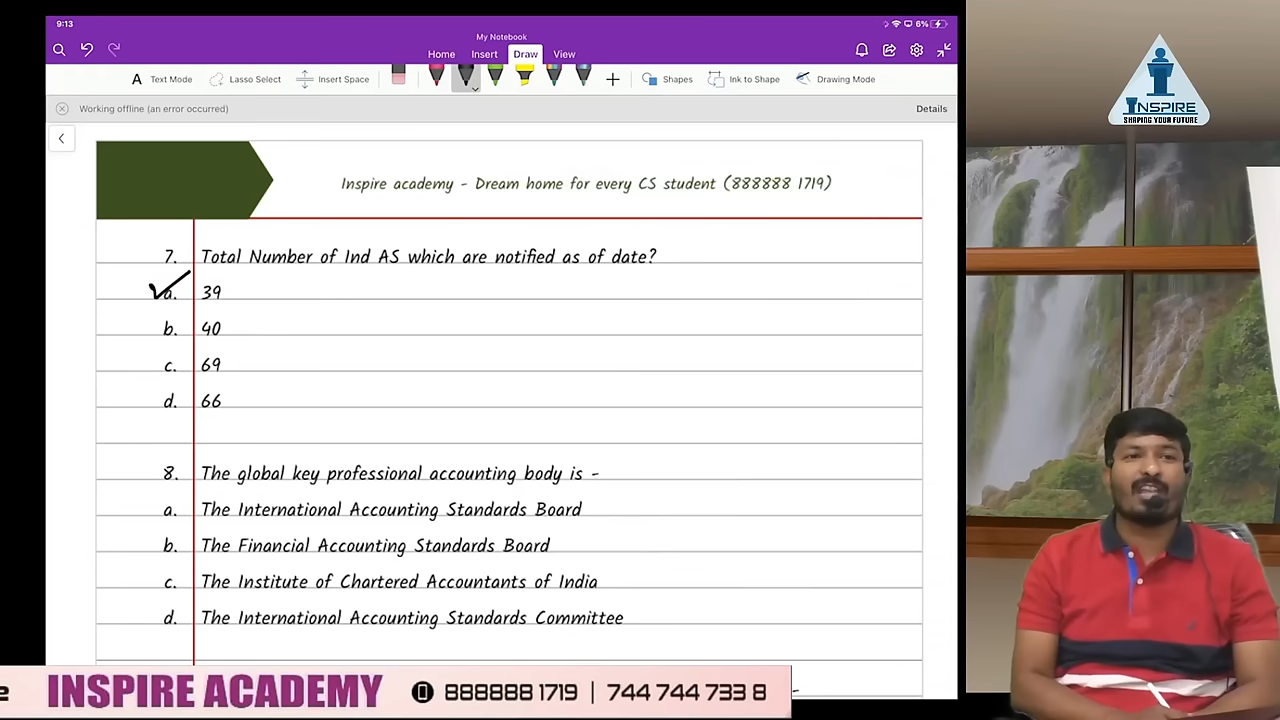 9:13
6%
My Notebook
Home Insert Draw View
Text Mode Lasso Select Insert Space Shapes Ink to Shape Drawing Mode
Working offline (an error occurred) Details
Inspire academy - Dream home for every CS student (888888 1719)
7. Total Number of Ind AS which are notified as of date?
a. 39
b. 40
c. 69
d. 66
8. The global key professional accounting body is -
a. The International Accounting Standards Board
b. The Financial Accounting Standards Board
c. The Institute of Chartered Accountants of India
d. The International Accounting Standards Committee
INSPIRE ACADEMY 888888 1719 | 744 744 733 8
INSPIRE
SHAPING YOUR FUTURE